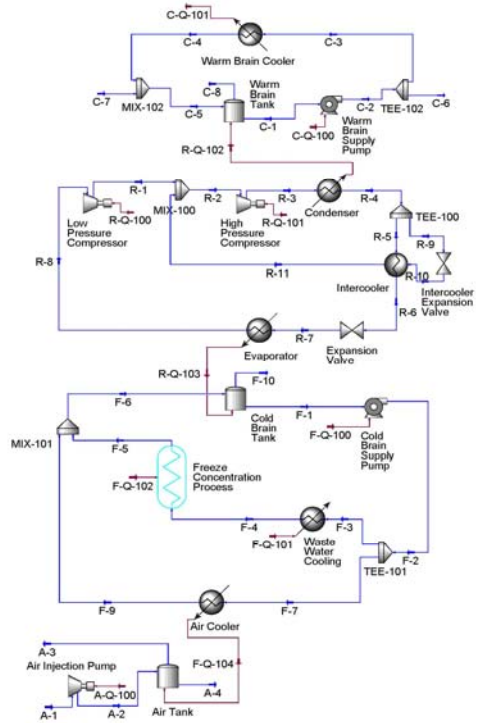 C-Q-101
C-4
C-3
Warm Brain Cooler
C-7
MIX-102
C-5
C-8
Warm
Brain
Tank
C-1
C-2
TEE-102
C-6
R-Q-102
C-Q-100
Warm
Brain
Supply
Pump
R-1
R-2
R-3
R-4
Low
Pressure
Compressor
R-Q-100
MIX-100
High
Pressure
Compressor
R-Q-101
Condenser
TEE-100
R-5
R-9
R-8
R-11
R-10
Intercooler
Intercooler
Expansion
Valve
R-6
R-7
Evaporator
Expansion
Valve
R-Q-103
F-10
F-6
F-1
Cold
Brain
Tank
F-Q-100
Cold
Brain
Supply
Pump
MIX-101
F-5
F-Q-102
Freeze
Concentration
Process
F-4
F-3
F-Q-101
Waste
Water
Cooling
F-2
TEE-101
F-9
F-7
Air Cooler
A-3
Air Injection Pump
F-Q-104
A-Q-100
A-4
A-1
A-2
Air Tank